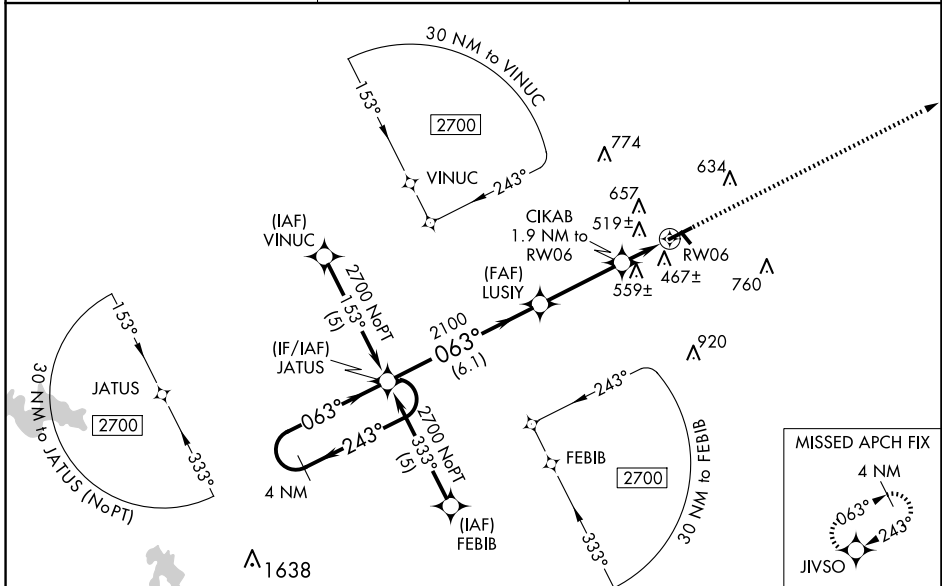 30 NM to VINUC
153°
2700
VINUC
243°
774
634
657
519±
CIKAB
1.9 NM to
RW06
RW06
467±
559±
760
(IAF)
VINUC
2700 NoPT
153°
(5)
(FAF)
LUSIY
2100
063°
(6.1)
920
(IF/IAF)
JATUS
063°
243°
4 NM
2700 NoPT
333°
(5)
(IAF)
FEBIB
153°
JATUS
2700
333°
30 NM to JATUS (NoPT)
243°
FEBIB
2700
333°
30 NM to FEBIB
1638
MISSED APCH FIX
4 NM
063°
243°
JIVSO